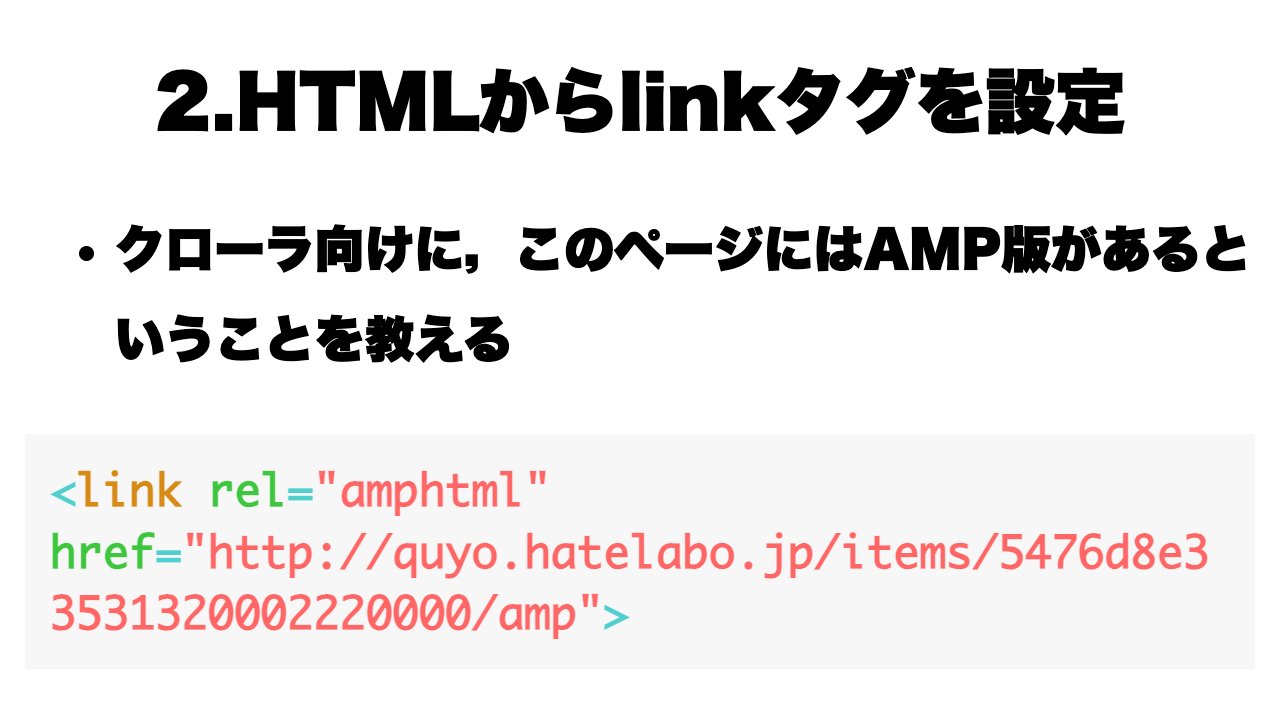 2.HTMLからlinkタグを設定
• クローラ向けに，このページにはAMP版があると
いうことを教える
<link rel="amphtml"
href="http://quyo.hatelabo.jp/items/5476d8e3
3531320002220000/amp">